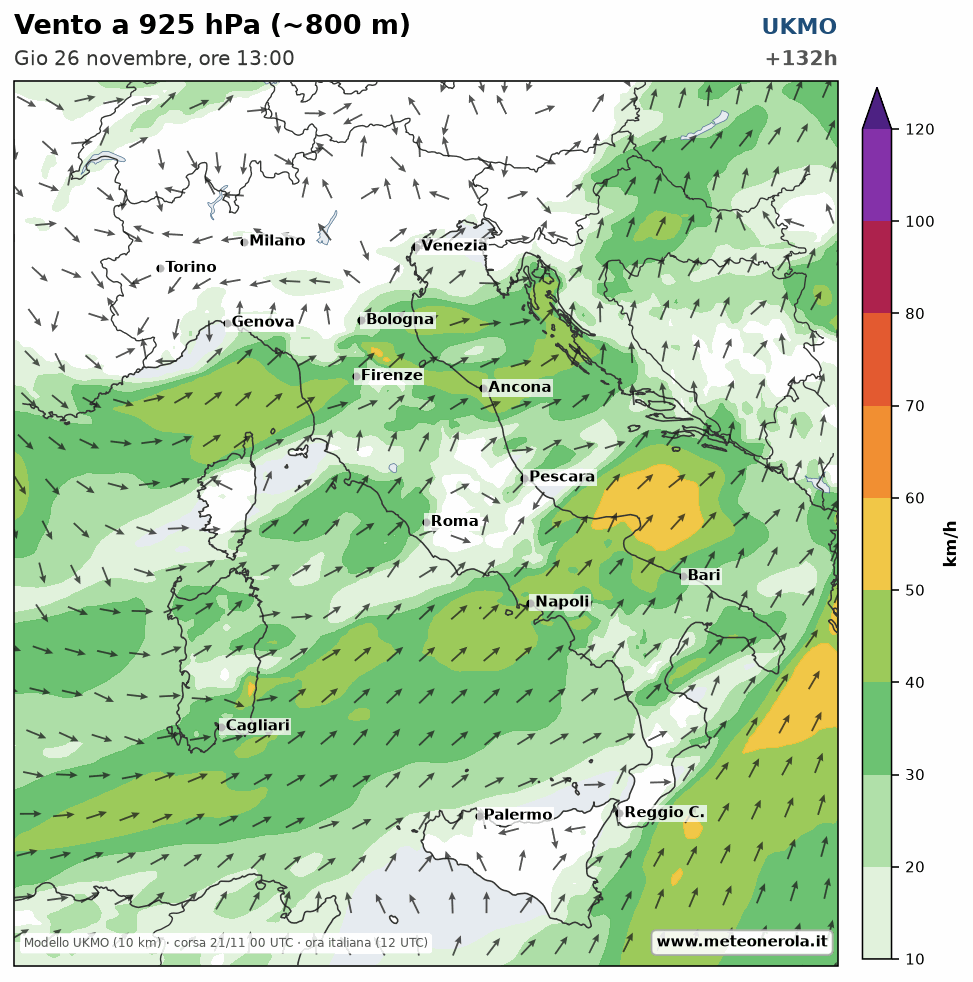 Vento a 925 hPa (~800 m)
UKMO
Gio 26 novembre, ore 13:00
+132h
120
100
80
70
60
50
40
30
20
10
km/h
Milano
Venezia
Torino
Genova
Bologna
Firenze
Ancona
Pescara
Roma
Bari
Napoli
Cagliari
Palermo
Reggio C.
Modello UKMO (10 km) · corsa 21/11 00 UTC · ora italiana (12 UTC)
www.meteonerola.it